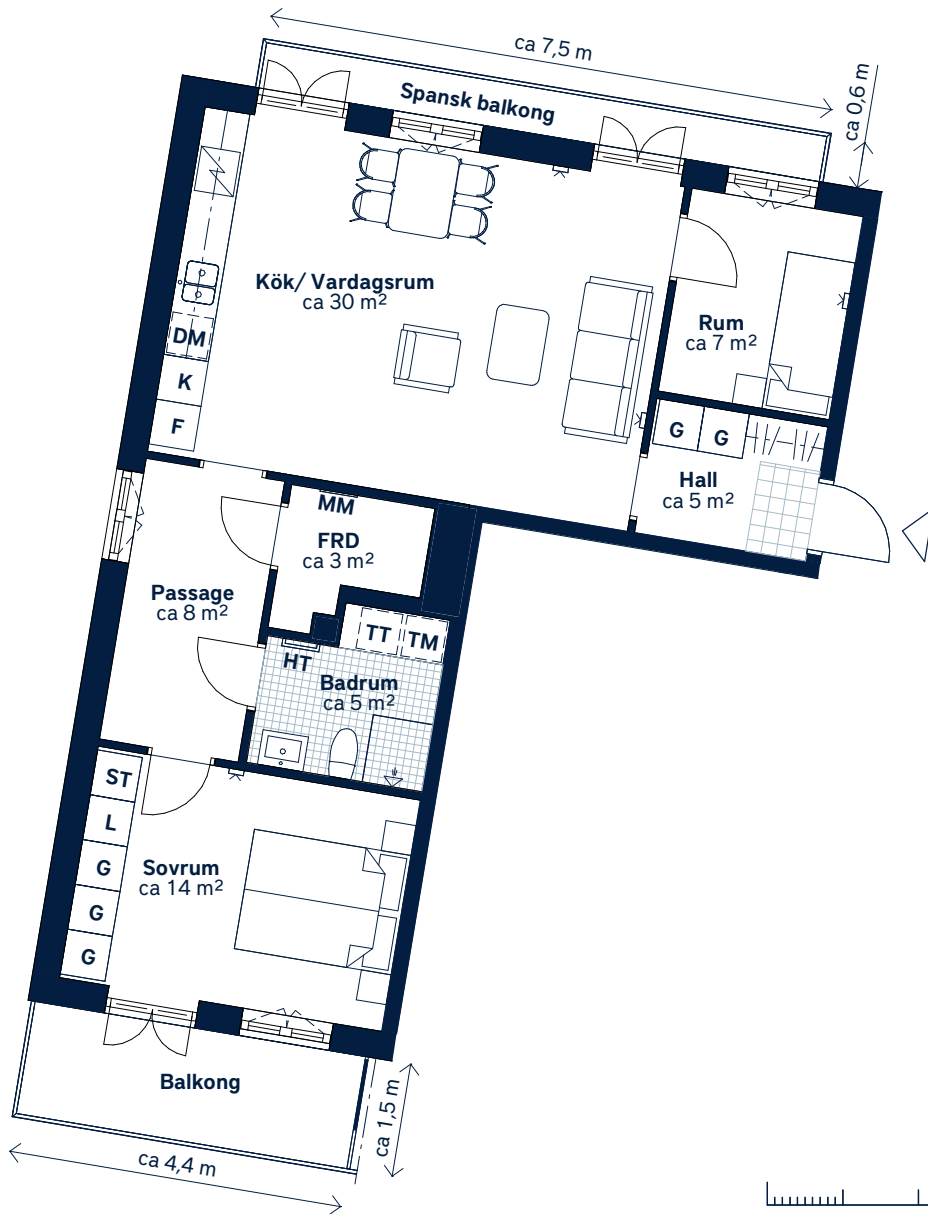 ca 7,5 m
ca 0,6 m
Spansk balkong
Kök/ Vardagsrum
ca 30 m²
Rum
ca 7 m²
DM
K
F
G
G
Hall
ca 5 m²
MM
FRD
ca 3 m²
Passage
ca 8 m²
TT
TM
HT
Badrum
ca 5 m²
ST
L
G
G
G
Sovrum
ca 14 m²
Balkong
ca 1,5 m
ca 4,4 m